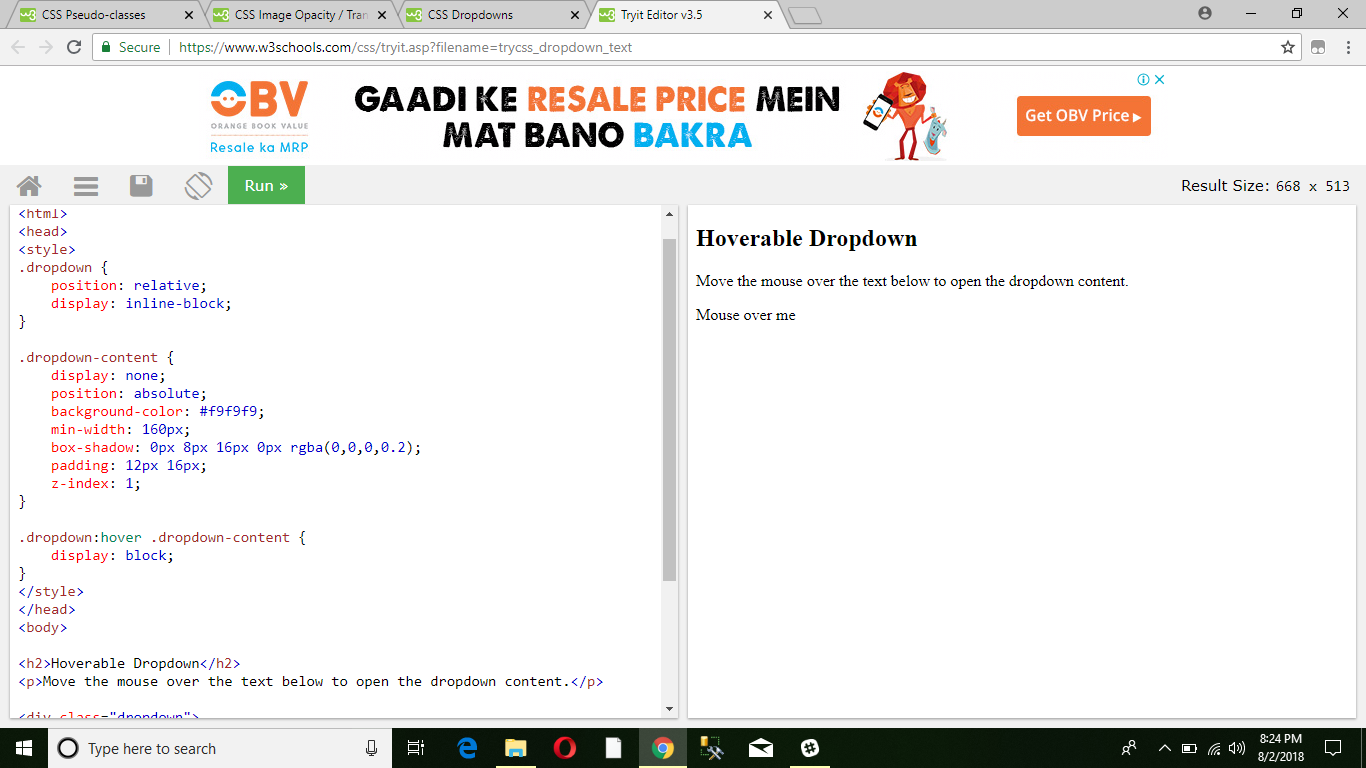 CSS Pseudo-classes
CSS Image Opacity / Tran
CSS Dropdowns
Tryit Editor v3.5
Secure
https://www.w3schools.com/css/tryit.asp?filename=trycss_dropdown_text
OBV
ORANGE BOOK VALUE
Resale ka MRP
GAADI KE RESALE PRICE MEIN
MAT BANO BAKRA
Get OBV Price ▸
Run »
Result Size: 668 x 513
<html>
<head>
<style>
.dropdown {
    position: relative;
    display: inline-block;
}
.dropdown-content {
    display: none;
    position: absolute;
    background-color: #f9f9f9;
    min-width: 160px;
    box-shadow: 0px 8px 16px 0px rgba(0,0,0,0.2);
    padding: 12px 16px;
    z-index: 1;
}
.dropdown:hover .dropdown-content {
    display: block;
}
</style>
</head>
<body>
<h2>Hoverable Dropdown</h2>
<p>Move the mouse over the text below to open the dropdown content.</p>
<div class="dropdown">
Hoverable Dropdown
Move the mouse over the text below to open the dropdown content.
Mouse over me
Type here to search
8:24 PM
8/2/2018